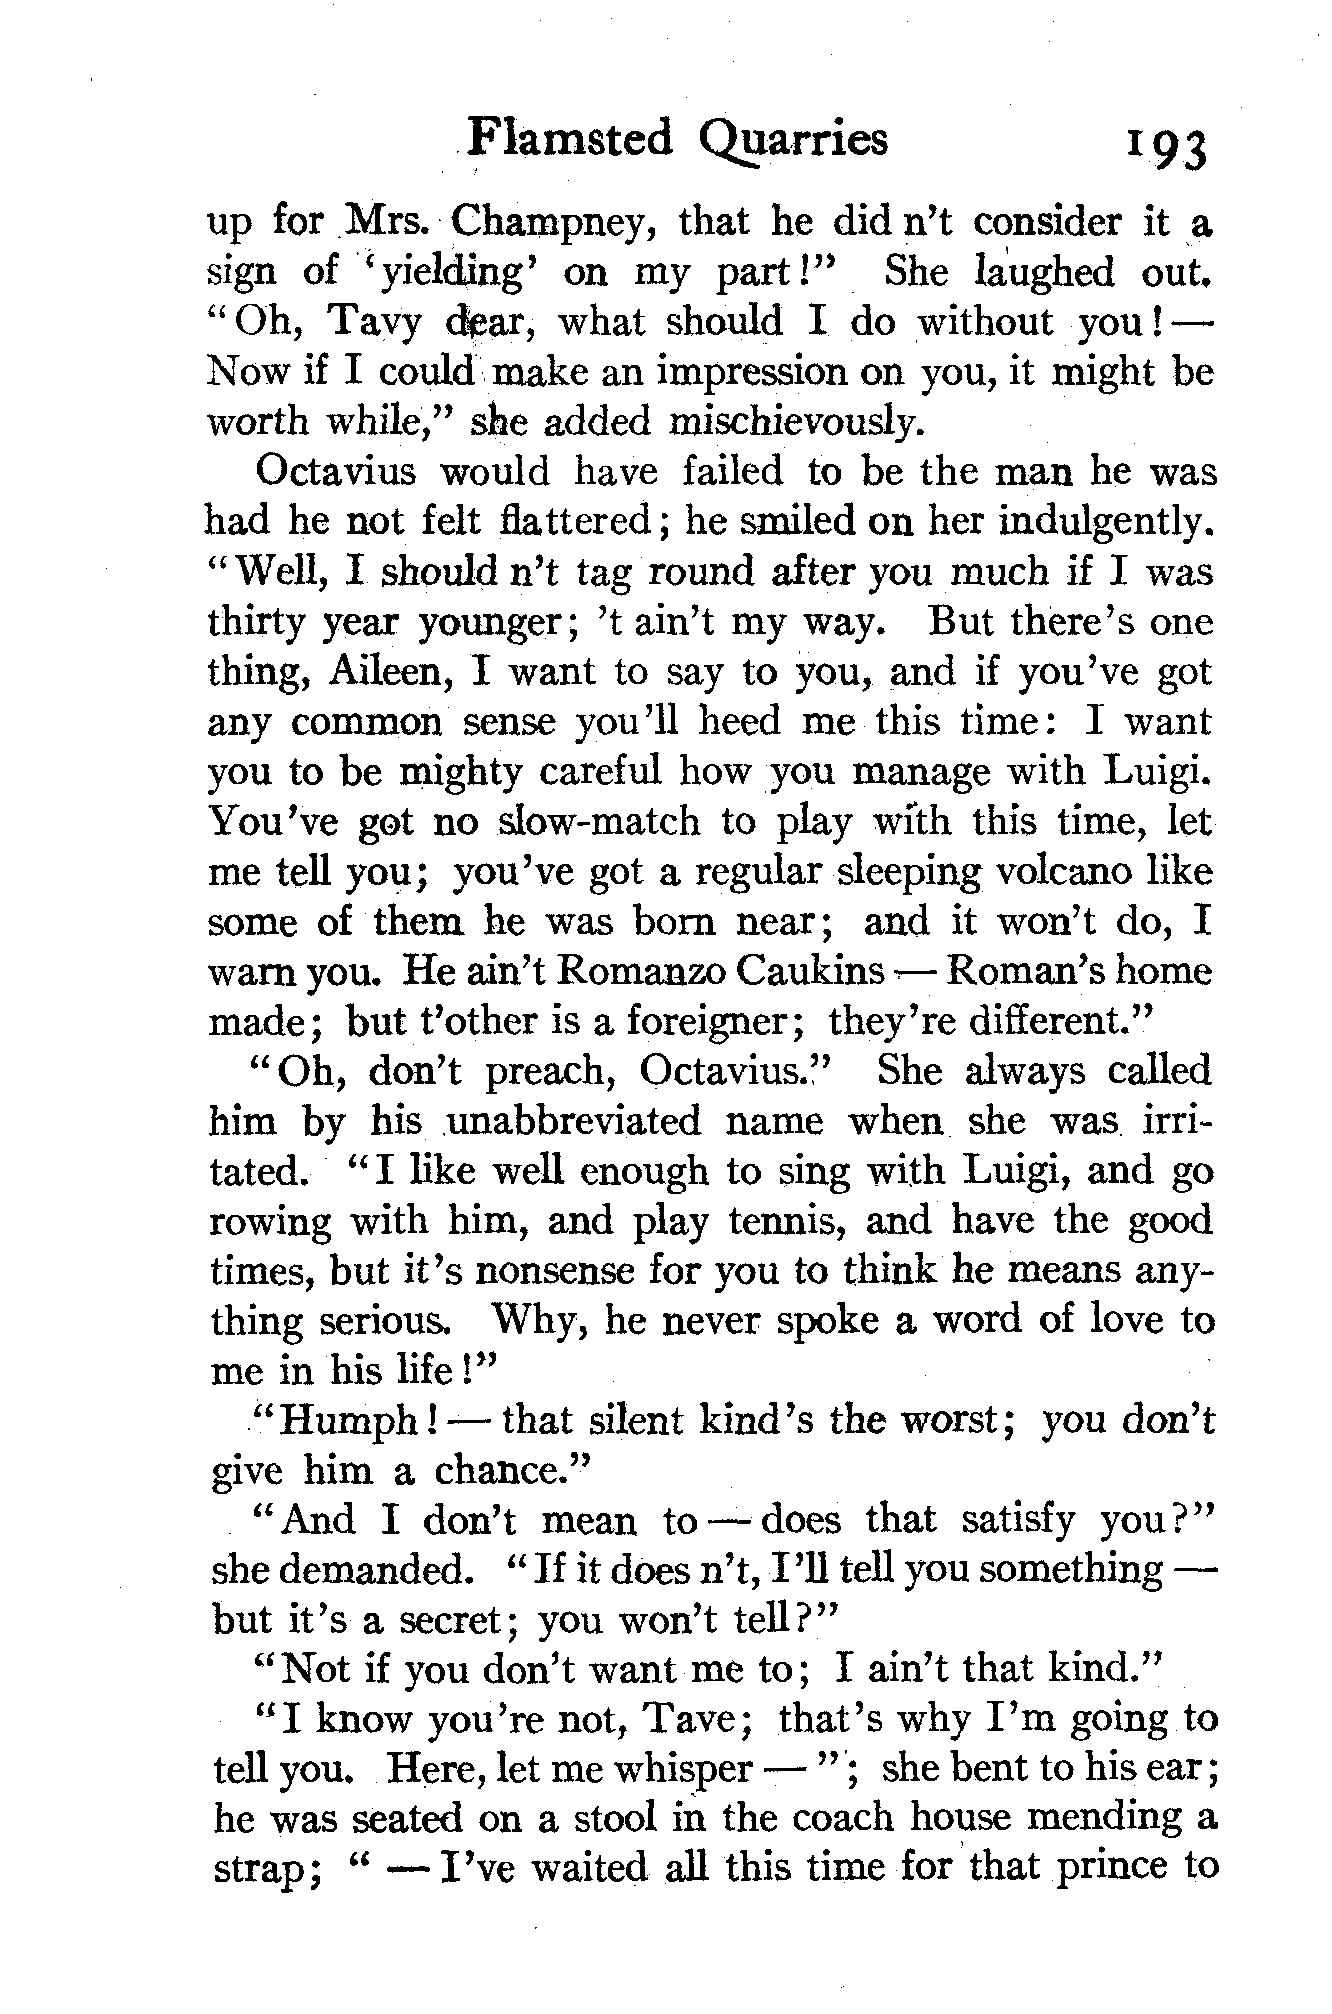 Flamsted Quarries 193
up for Mrs. Champney, that he did n't consider it a
sign of 'yielding' on my part!" She laughed out.
"Oh, Tavy dear, what should I do without you!—
Now if I could make an impression on you, it might be
worth while," she added mischievously.
Octavius would have failed to be the man he was
had he not felt flattered; he smiled on her indulgently.
"Well, I should n't tag round after you much if I was
thirty year younger; 't ain't my way. But there's one
thing, Aileen, I want to say to you, and if you've got
any common sense you'll heed me this time: I want
you to be mighty careful how you manage with Luigi.
You've got no slow-match to play with this time, let
me tell you; you've got a regular sleeping volcano like
some of them he was born near; and it won't do, I
warn you. He ain't Romanzo Caukins — Roman's home
made; but t'other is a foreigner; they're different."
"Oh, don't preach, Octavius." She always called
him by his unabbreviated name when she was irri-
tated. "I like well enough to sing with Luigi, and go
rowing with him, and play tennis, and have the good
times, but it's nonsense for you to think he means any-
thing serious. Why, he never spoke a word of love to
me in his life!"
"Humph!— that silent kind's the worst; you don't
give him a chance."
"And I don't mean to — does that satisfy you?"
she demanded. "If it does n't, I'll tell you something —
but it's a secret; you won't tell?"
"Not if you don't want me to; I ain't that kind."
"I know you're not, Tave; that's why I'm going to
tell you. Here, let me whisper — "; she bent to his ear;
he was seated on a stool in the coach house mending a
strap; " — I've waited all this time for that prince to